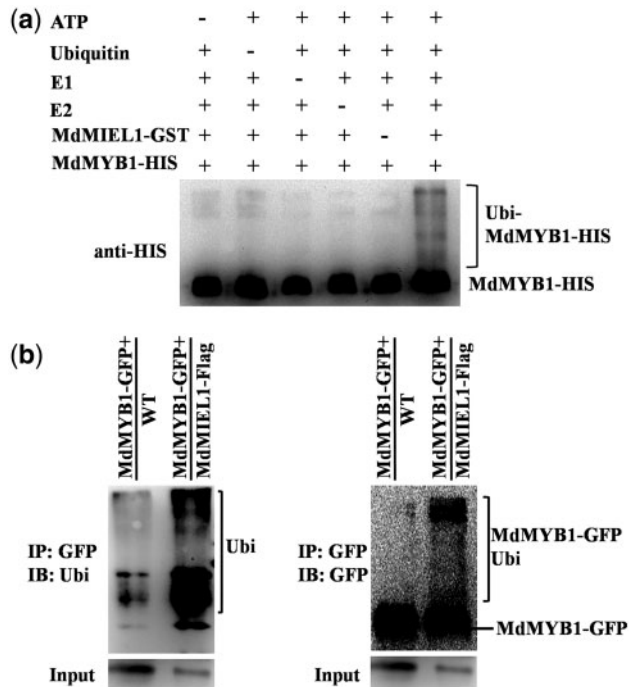 (a)
ATP - + + + + +
Ubiquitin + - + + + +
E1 + + - + + +
E2 + + + - + +
MdMIEL1-GST + + + + - +
MdMYB1-HIS + + + + + +
anti-HIS
Ubi-
MdMYB1-HIS
MdMYB1-HIS
(b)
MdMYB1-GFP+
WT
MdMYB1-GFP+
MdMIEL1-Flag
IP: GFP
IB: Ubi
Ubi
Input
MdMYB1-GFP+
WT
MdMYB1-GFP+
MdMIEL1-Flag
IP: GFP
IB: GFP
MdMYB1-GFP
Ubi
MdMYB1-GFP
Input